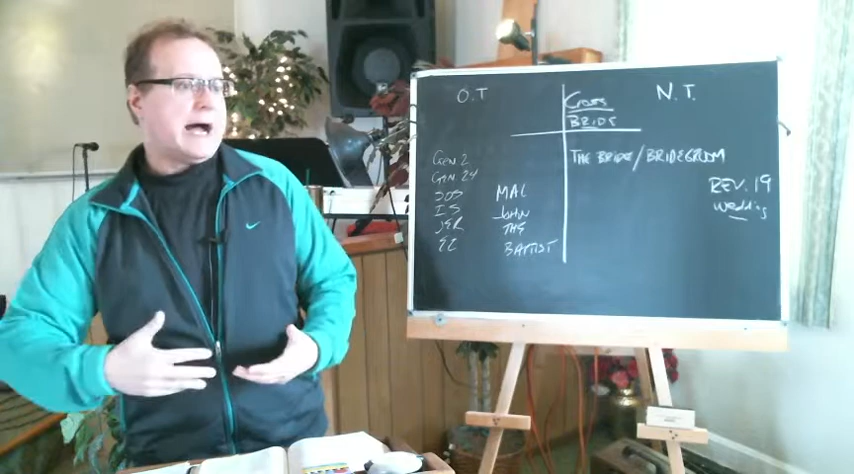 O.T
Cross
N.T.
BRIDE
THE BRIDE/BRIDEGROOM
GEN 2
GEN 24
SOS
IS
JER
EZ
MAL
JOHN
THE
BAPTIST
REV. 19
Wedding